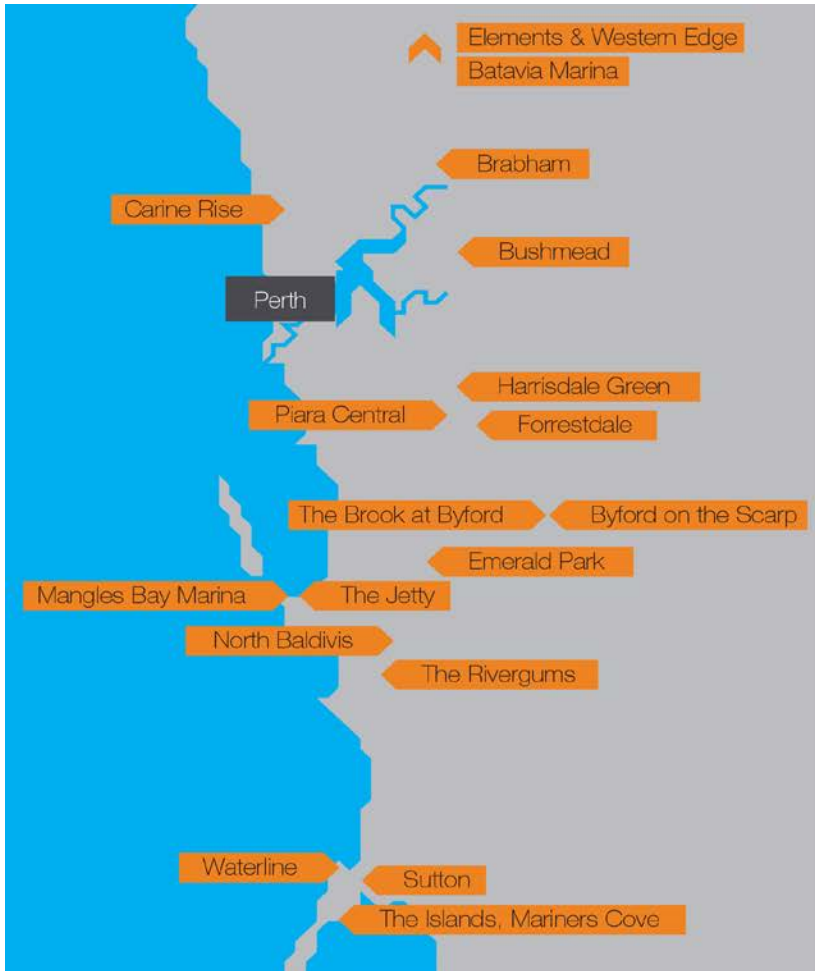 Elements & Western Edge
Batavia Marina
Brabham
Carine Rise
Bushmead
Perth
Harrisdale Green
Piara Central
Forrestdale
The Brook at Byford
Byford on the Scarp
Emerald Park
Mangles Bay Marina
The Jetty
North Baldivis
The Rivergums
Waterline
Sutton
The Islands, Mariners Cove